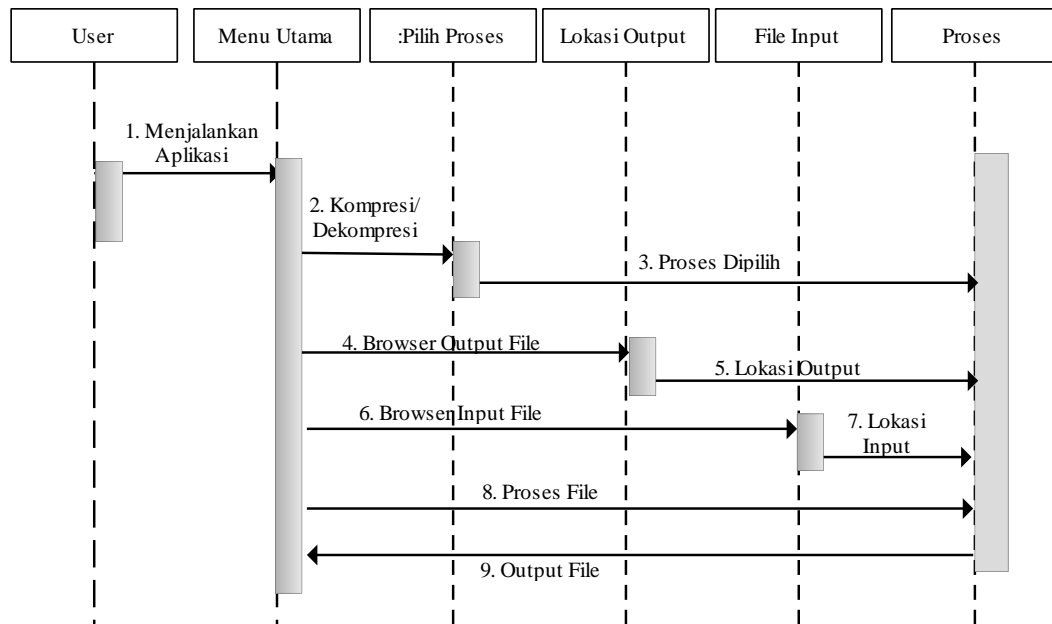 User
Menu Utama
:Pilih Proses
Lokasi Output
File Input
Proses
1. Menjalankan
Aplikasi
2. Kompresi/
Dekompresi
3. Proses Dipilih
4. Browser Output File
5. Lokasi Output
6. Browser Input File
7. Lokasi
Input
8. Proses File
9. Output File